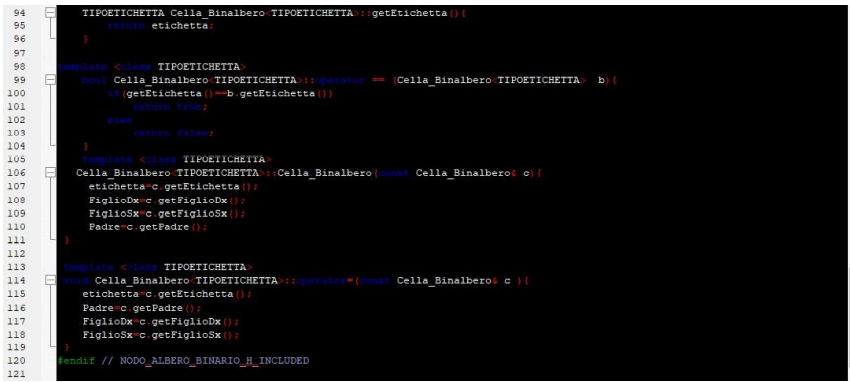 94 TIPOETICHETTA Cella_Binalbero<TIPOETICHETTA>::getEtichetta(){
95 return etichetta;
96 }
97
98 template <class TIPOETICHETTA>
99 bool Cella_Binalbero<TIPOETICHETTA>::operator == (Cella_Binalbero<TIPOETICHETTA> b){
100 if(getEtichetta()==b.getEtichetta())
101 return true;
102 else
103 return false;
104 }
105 template <class TIPOETICHETTA>
106 Cella_Binalbero<TIPOETICHETTA>::Cella_Binalbero(const Cella_Binalbero& c){
107 etichetta=c.getEtichetta();
108 FiglioDx=c.getFiglioDx();
109 FiglioSx=c.getFiglioSx();
110 Padre=c.getPadre();
111 }
112
113 template <class TIPOETICHETTA>
114 void Cella_Binalbero<TIPOETICHETTA>::operator=(const Cella_Binalbero& c ){
115 etichetta=c.getEtichetta();
116 Padre=c.getPadre();
117 FiglioDx=c.getFiglioDx();
118 FiglioSx=c.getFiglioSx();
119 }
120 #endif // NODO_ALBERO_BINARIO_H_INCLUDED
121